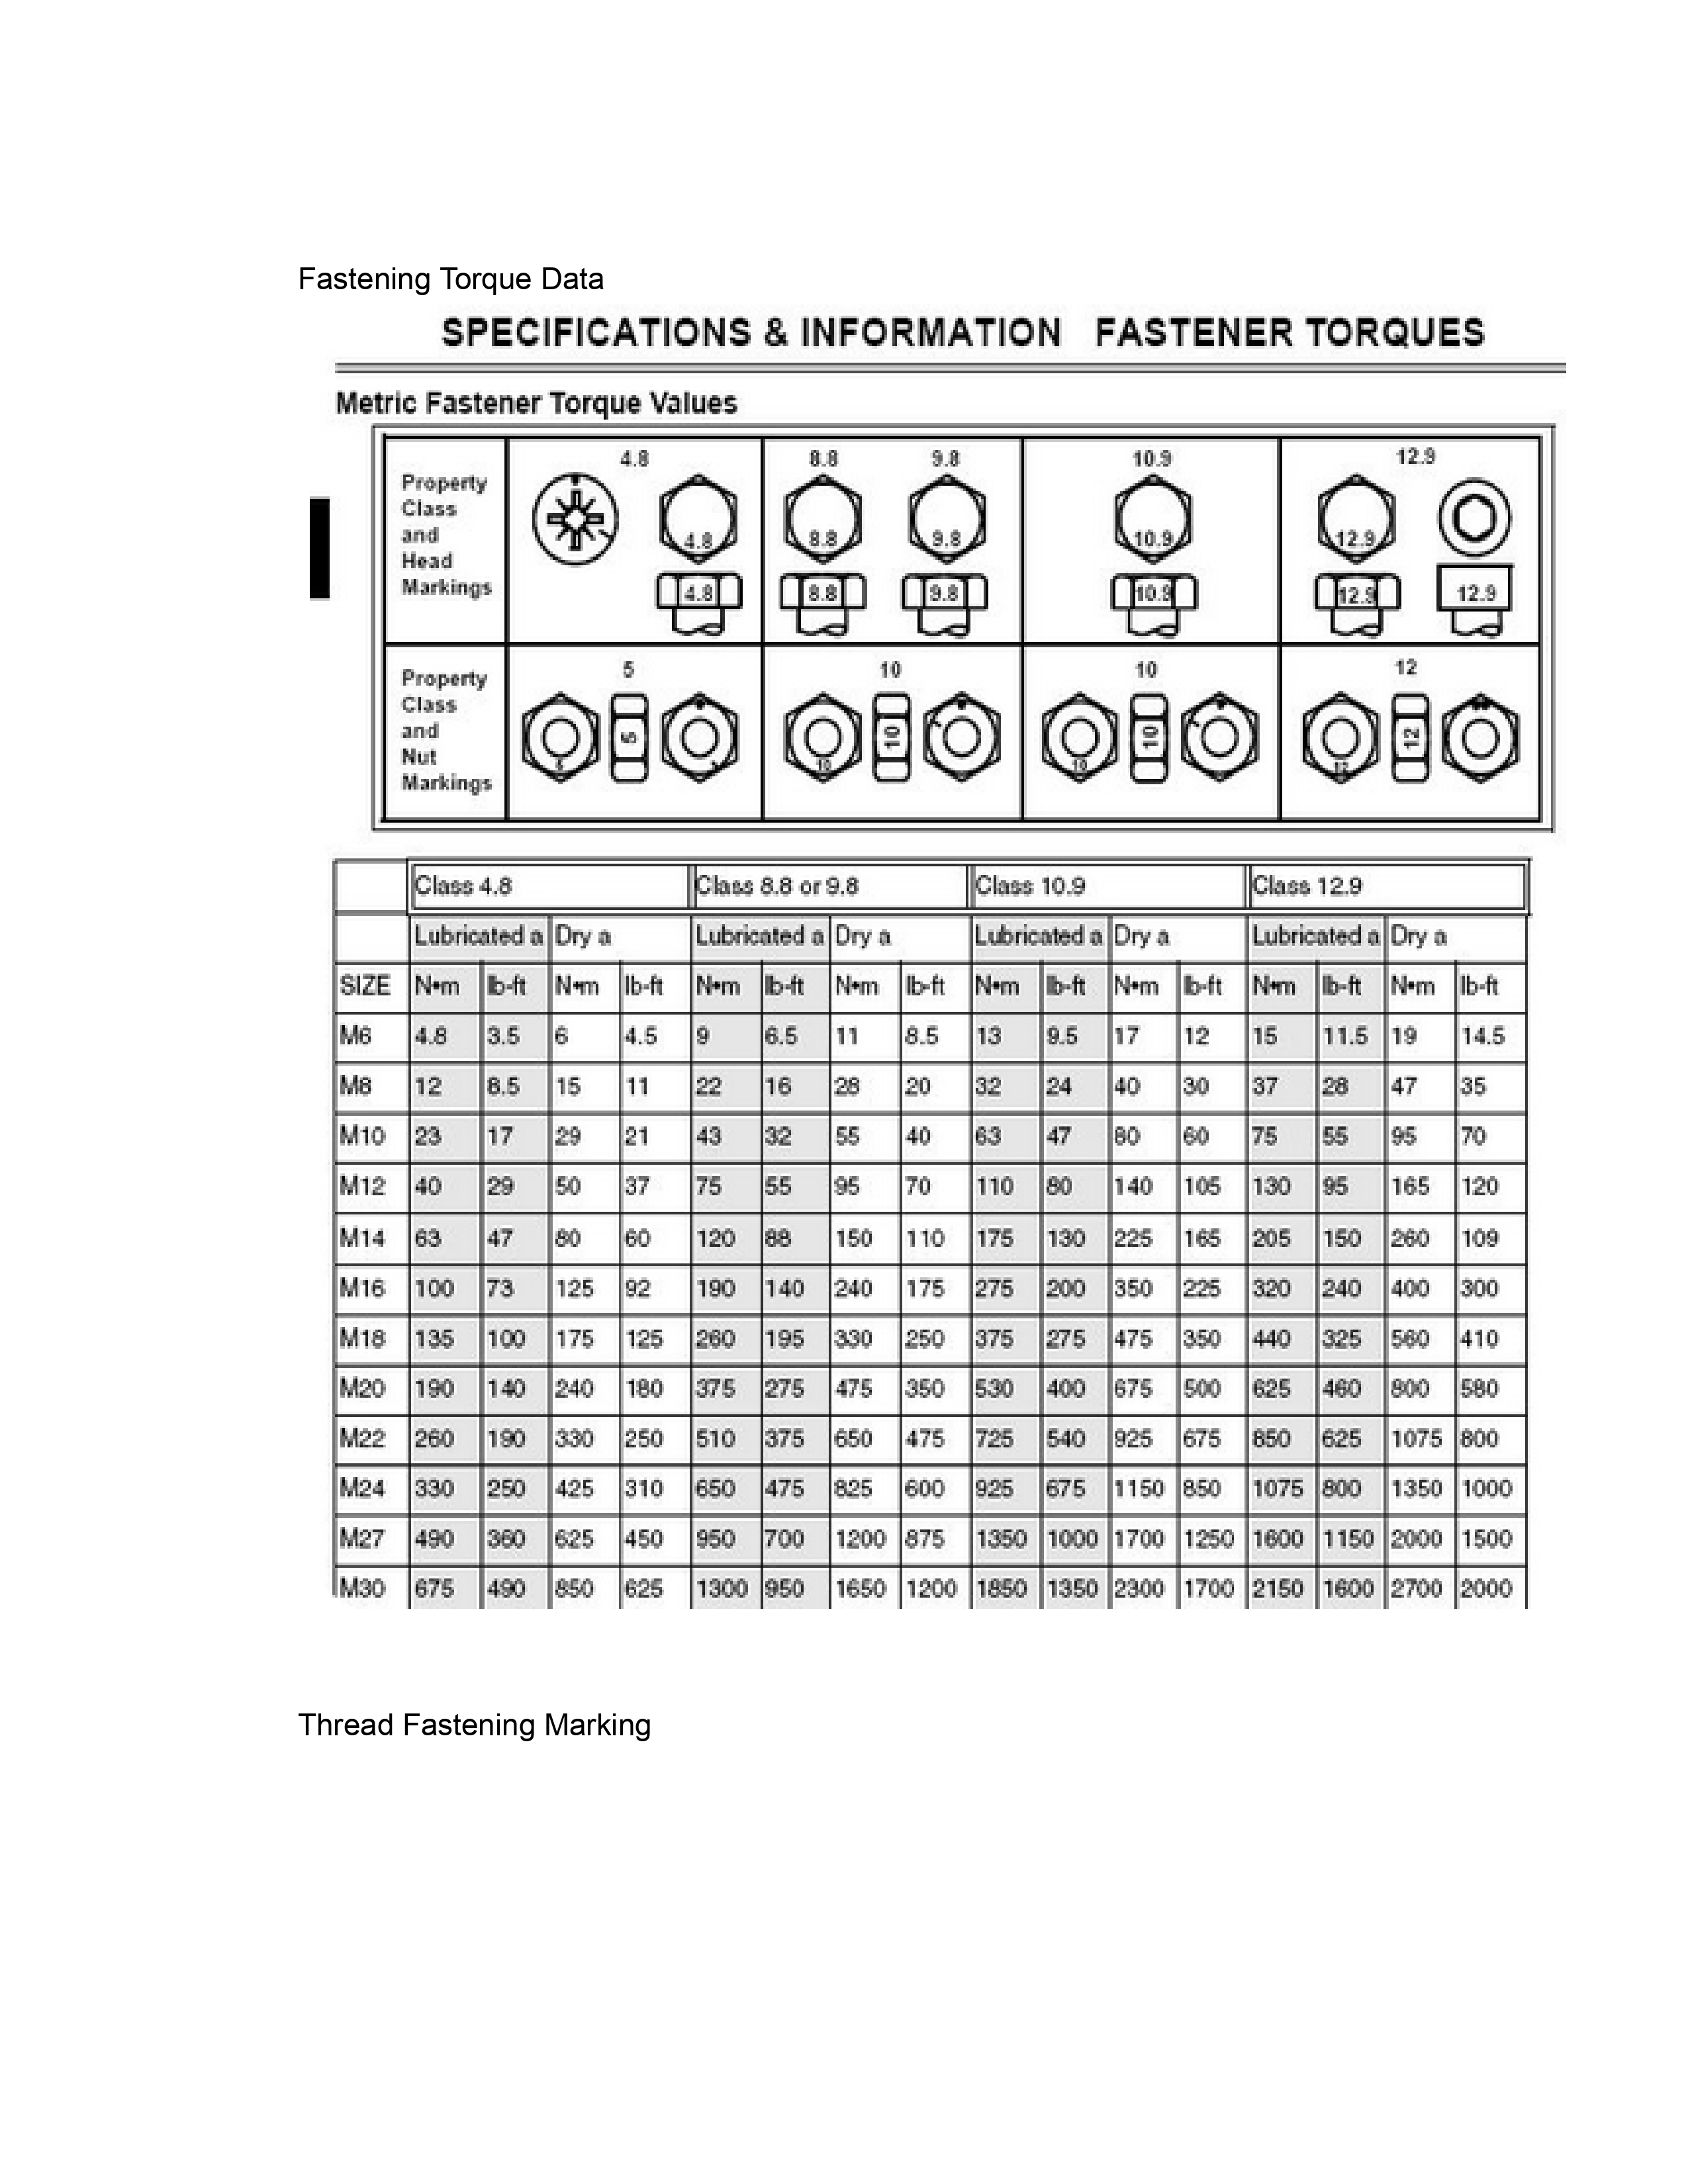 Fastening Torque Data
SPECIFICATIONS & INFORMATION FASTENER TORQUES
Metric Fastener Torque Values
Property Class and Head Markings
4.8 8.8 9.8 10.9 12.9
4.8 8.8 9.8 10.9 12.9
4.8 8.8 9.8 10.9 12.9 12.9
Property Class and Nut Markings
5 10 10 12
5 5 10 10 10 10 12 12
Class 4.8 Class 8.8 or 9.8 Class 10.9 Class 12.9
Lubricated a Dry a Lubricated a Dry a Lubricated a Dry a Lubricated a Dry a
SIZE N•m lb-ft N•m lb-ft N•m lb-ft N•m lb-ft N•m lb-ft N•m lb-ft N•m lb-ft N•m lb-ft
M6 4.8 3.5 6 4.5 9 6.5 11 8.5 13 9.5 17 12 15 11.5 19 14.5
M8 12 8.5 15 11 22 16 28 20 32 24 40 30 37 28 47 35
M10 23 17 29 21 43 32 55 40 63 47 80 60 75 55 95 70
M12 40 29 50 37 75 55 95 70 110 80 140 105 130 95 165 120
M14 63 47 80 60 120 88 150 110 175 130 225 165 205 150 260 109
M16 100 73 125 92 190 140 240 175 275 200 350 225 320 240 400 300
M18 135 100 175 125 260 195 330 250 375 275 475 350 440 325 560 410
M20 190 140 240 180 375 275 475 350 530 400 675 500 625 460 800 580
M22 260 190 330 250 510 375 650 475 725 540 925 675 850 625 1075 800
M24 330 250 425 310 650 475 825 600 925 675 1150 850 1075 800 1350 1000
M27 490 360 625 450 950 700 1200 875 1350 1000 1700 1250 1600 1150 2000 1500
M30 675 490 850 625 1300 950 1650 1200 1850 1350 2300 1700 2150 1600 2700 2000
Thread Fastening Marking